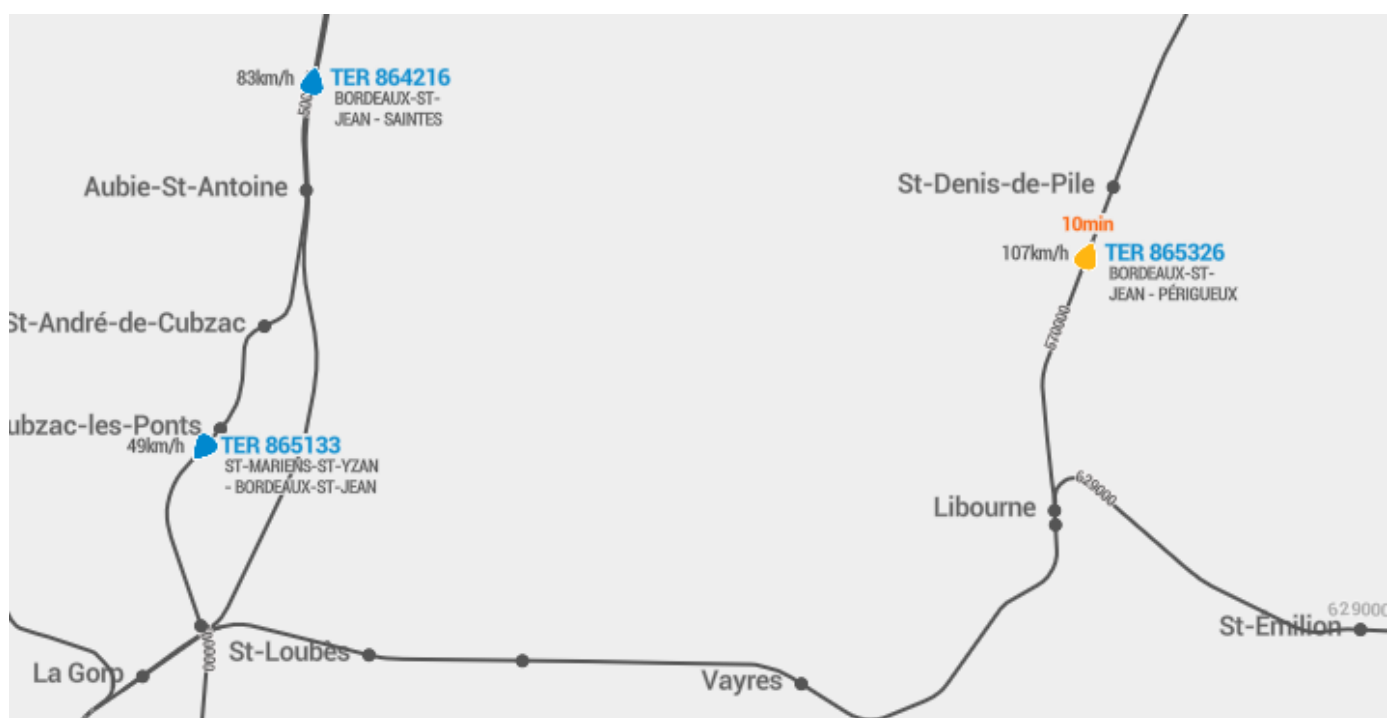 83km/h
TER 864216
BORDEAUX-ST-
JEAN - SAINTES
Aubie-St-Antoine
St-Denis-de-Pile
10min
107km/h
TER 865326
BORDEAUX-ST-
JEAN - PÉRIGUEUX
570000
St-André-de-Cubzac
ubzac-les-Ponts
49km/h
TER 865133
ST-MARIENS-ST-YZAN
- BORDEAUX-ST-JEAN
Libourne
629000
629000
St-Emilion
St-Loubès
La Gorp
Vayres